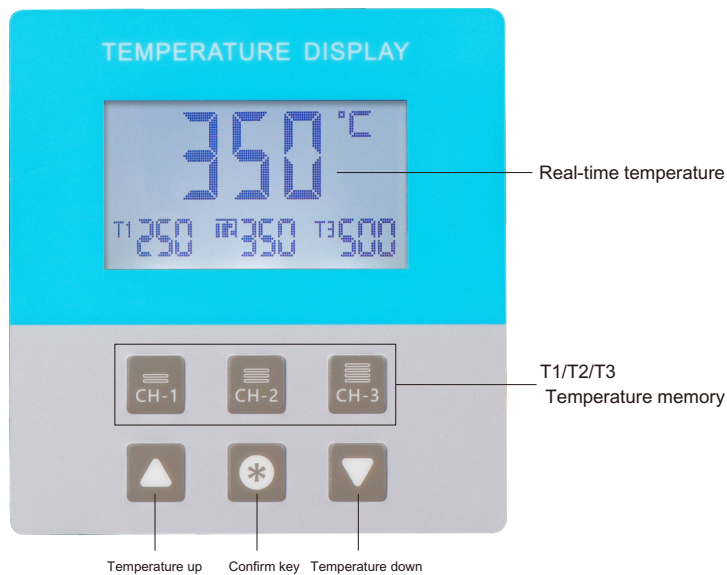 TEMPERATURE DISPLAY
350 °C
Real-time temperature
T1 250 T2 350 T3 500
CH-1 CH-2 CH-3
T1/T2/T3
Temperature memory
Temperature up Confirm key Temperature down